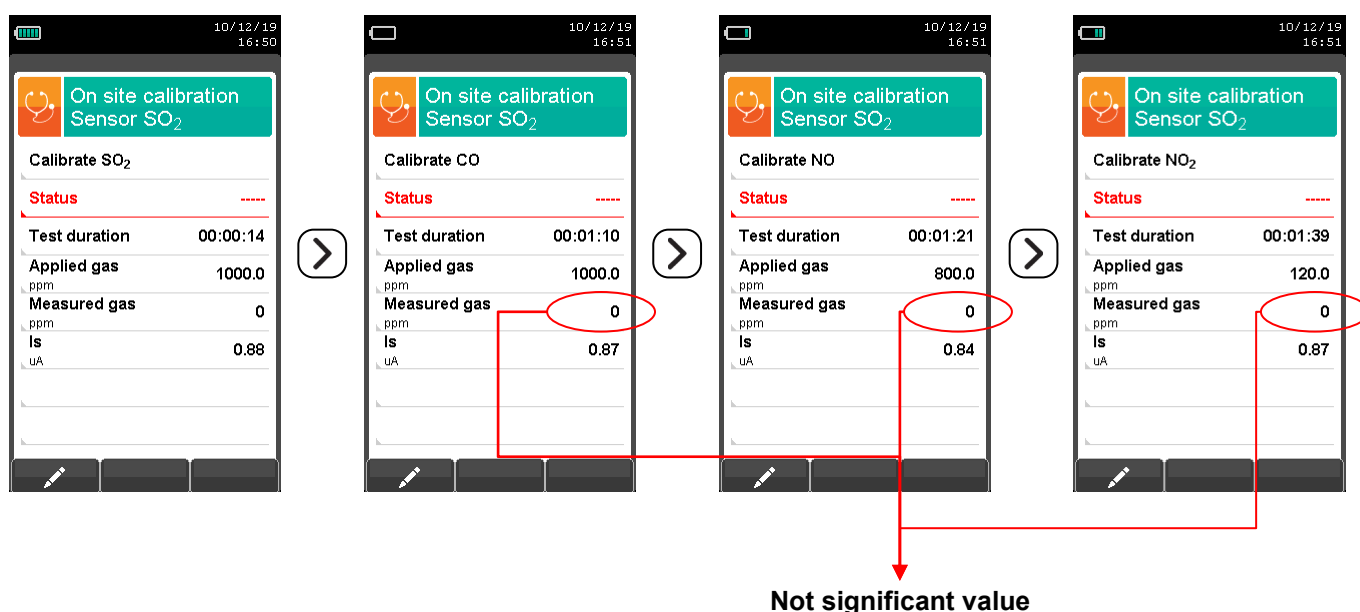 10/12/19
16:50
On site calibration
Sensor SO2
Calibrate SO2
Status -----
Test duration 00:00:14
Applied gas 1000.0
ppm
Measured gas 0
ppm
Is 0.88
uA
10/12/19
16:51
On site calibration
Sensor SO2
Calibrate CO
Status -----
Test duration 00:01:10
Applied gas 1000.0
ppm
Measured gas 0
ppm
Is 0.87
uA
10/12/19
16:51
On site calibration
Sensor SO2
Calibrate NO
Status -----
Test duration 00:01:21
Applied gas 800.0
ppm
Measured gas 0
ppm
Is 0.84
uA
10/12/19
16:51
On site calibration
Sensor SO2
Calibrate NO2
Status -----
Test duration 00:01:39
Applied gas 120.0
ppm
Measured gas 0
ppm
Is 0.87
uA
Not significant value